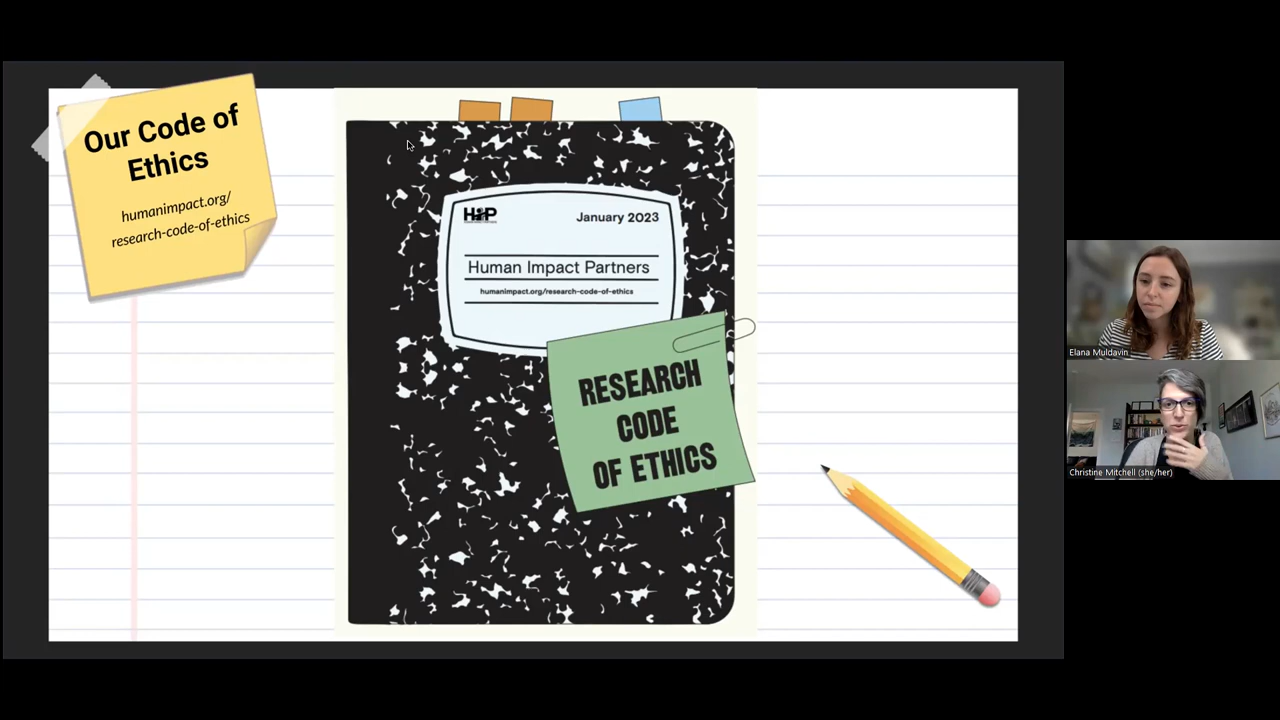 Our Code of
Ethics
humanimpact.org/
research-code-of-ethics
HiP
January 2023
Human Impact Partners
humanimpact.org/research-code-of-ethics
RESEARCH
CODE
OF ETHICS
Elana Muldavin
Christine Mitchell (she/her)